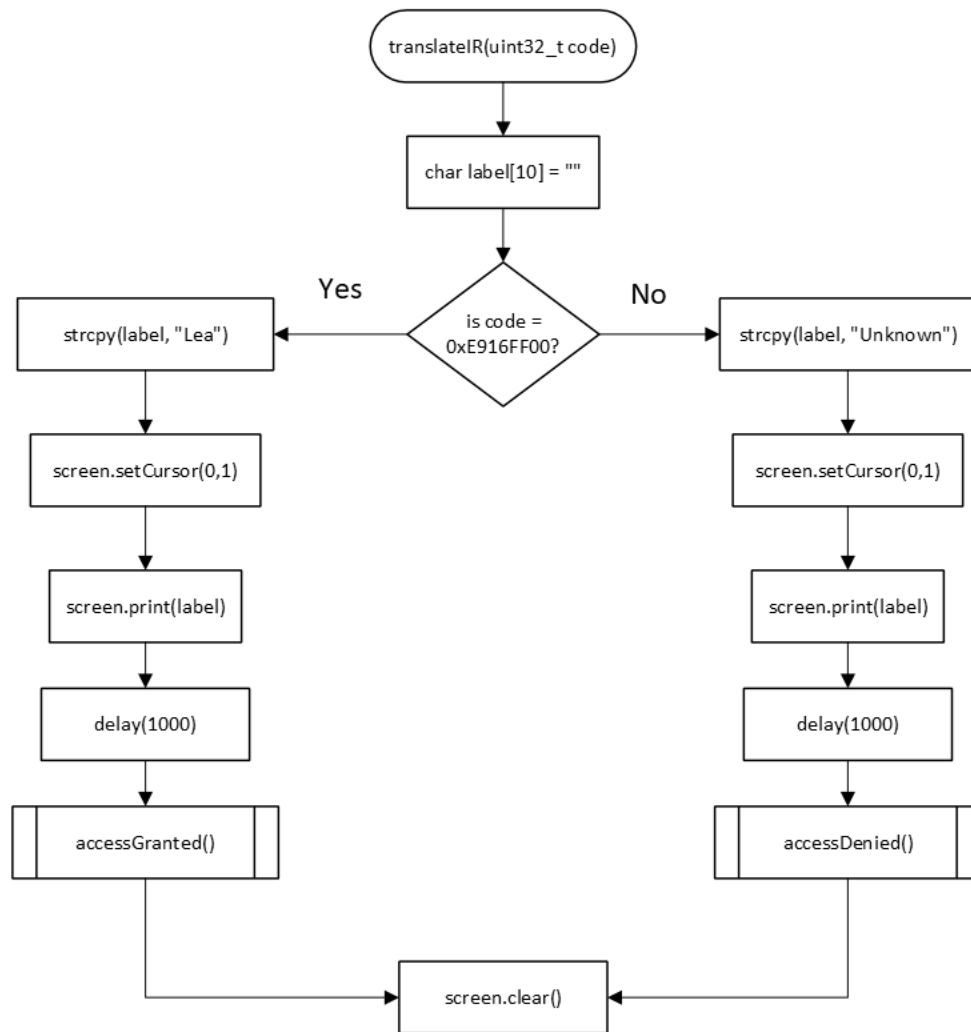 translateIR(uint32_t code)
char label[10] = ""
Yes
No
is code =
0xE916FF00?
strcpy(label, "Lea")
strcpy(label, "Unknown")
screen.setCursor(0,1)
screen.setCursor(0,1)
screen.print(label)
screen.print(label)
delay(1000)
delay(1000)
accessGranted()
accessDenied()
screen.clear()